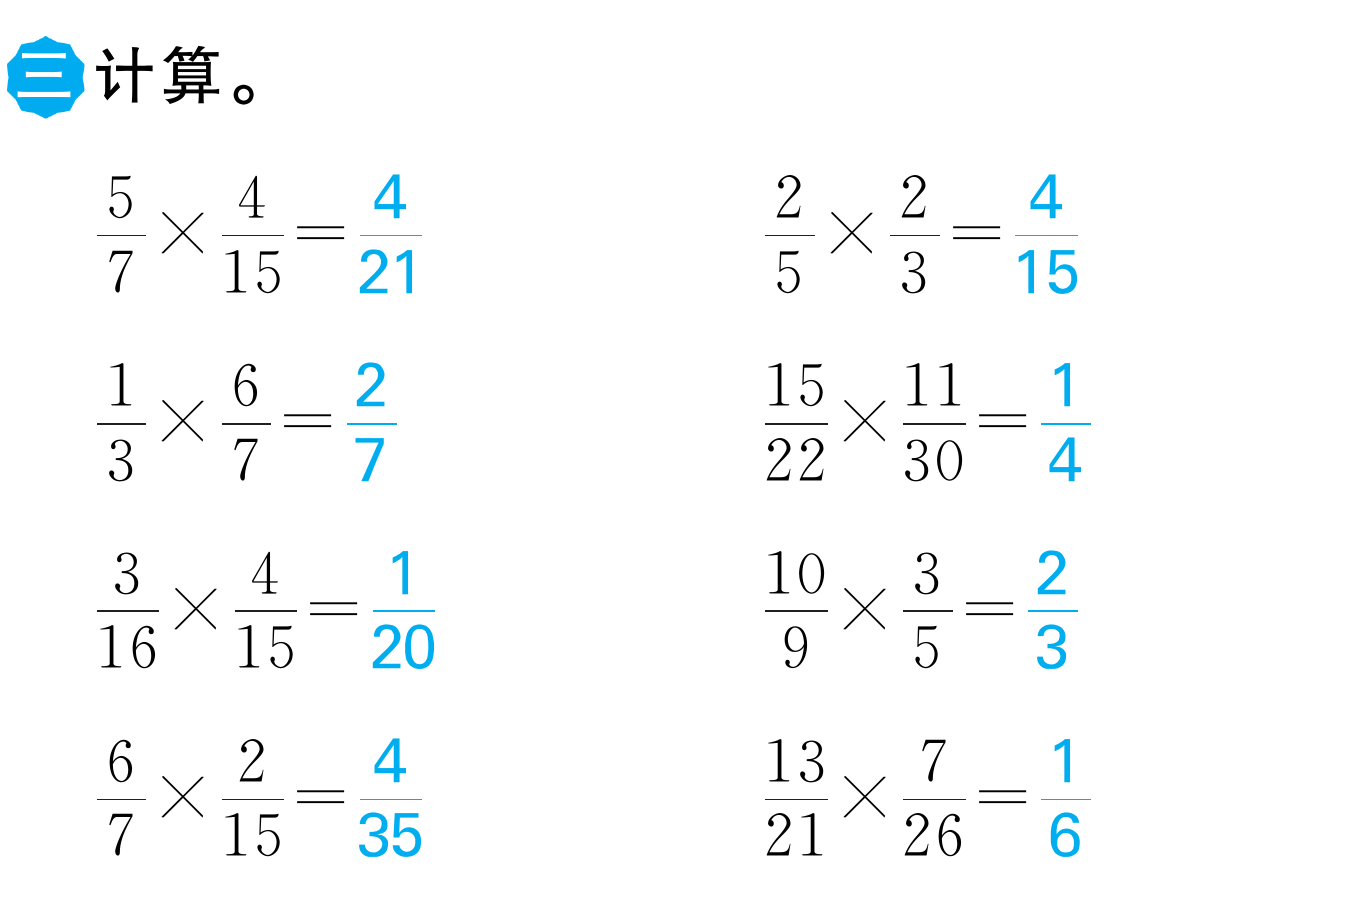 三 计算。
5/7 × 4/15 = 4/21    2/5 × 2/3 = 4/15
1/3 × 6/7 = 2/7    15/22 × 11/30 = 1/4
3/16 × 4/15 = 1/20    10/9 × 3/5 = 2/3
6/7 × 2/15 = 4/35    13/21 × 7/26 = 1/6